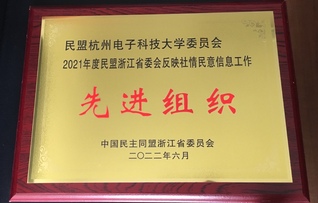 民盟杭州电子科技大学委员会
2021年度民盟浙江省委会反映社情民意信息工作
先进组织
中国民主同盟浙江省委员会
二〇二二年六月